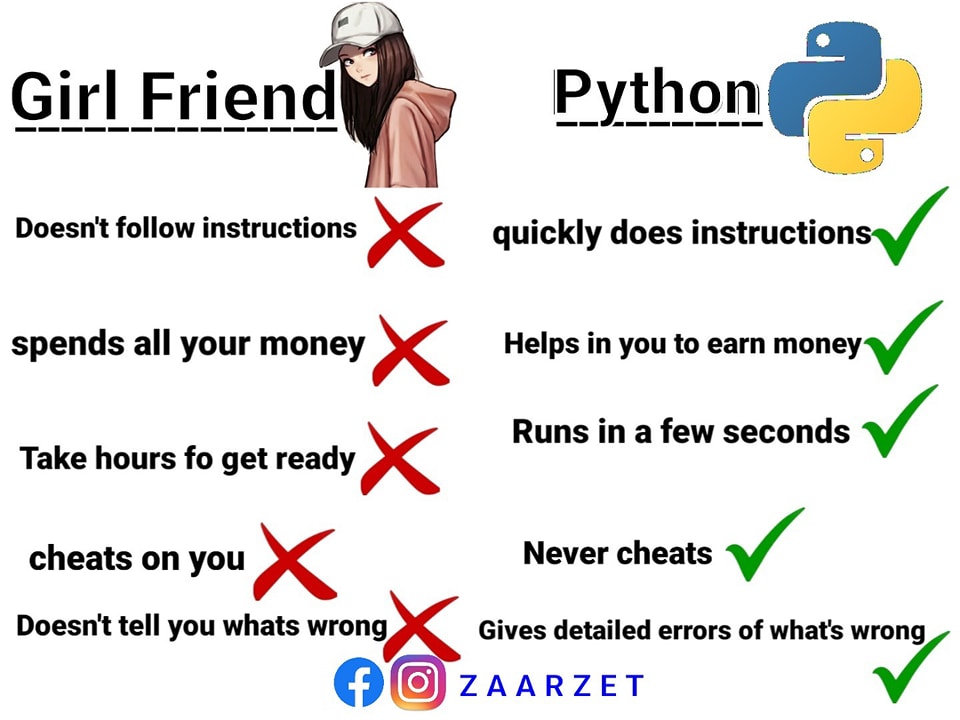 Girl Friend
Python
Doesn't follow instructions
quickly does instructions
spends all your money
Helps in you to earn money
Take hours fo get ready
Runs in a few seconds
cheats on you
Never cheats
Doesn't tell you whats wrong
Gives detailed errors of what's wrong
ZAARZET